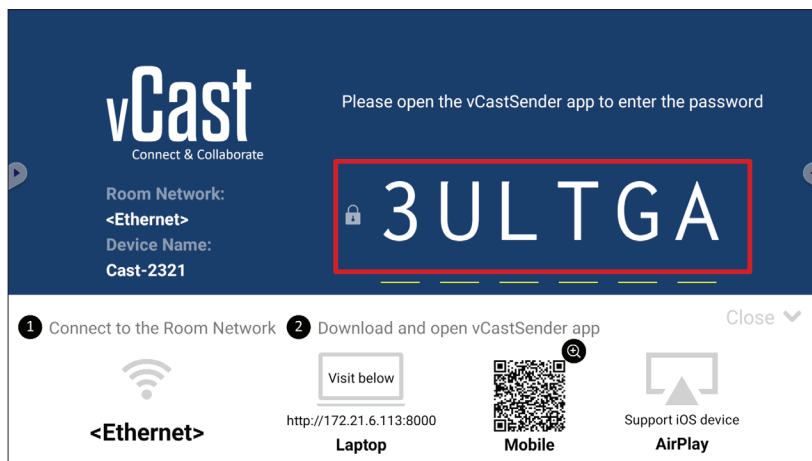 vCast
Connect & Collaborate
Please open the vCastSender app to enter the password
3ULTGA
Room Network:
<Ethernet>
Device Name:
Cast-2321
Close
1 Connect to the Room Network
2 Download and open vCastSender app
<Ethernet>
Visit below
http://172.21.6.113:8000
Laptop
Mobile
Support iOS device
AirPlay